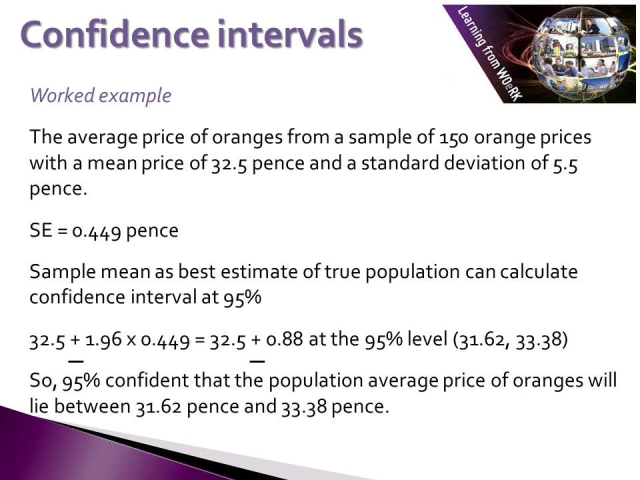 Confidence intervals
Learning from WOeRK
Worked example
The average price of oranges from a sample of 150 orange prices
with a mean price of 32.5 pence and a standard deviation of 5.5
pence.
SE = 0.449 pence
Sample mean as best estimate of true population can calculate
confidence interval at 95%
32.5 + 1.96 x 0.449 = 32.5 + 0.88 at the 95% level (31.62, 33.38)
So, 95% confident that the population average price of oranges will
lie between 31.62 pence and 33.38 pence.